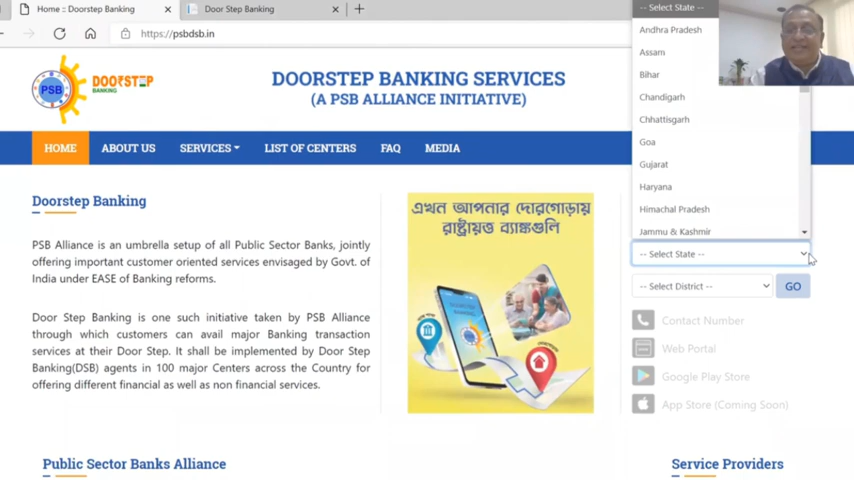 Home :: Doorstep Banking
Door Step Banking
https://psbdsb.in
PSB
DOORSTEP
BANKING
DOORSTEP BANKING SERVICES
(A PSB ALLIANCE INITIATIVE)
HOME
ABOUT US
SERVICES
LIST OF CENTERS
FAQ
MEDIA
Doorstep Banking
PSB Alliance is an umbrella setup of all Public Sector Banks, jointly
offering important customer oriented services envisaged by Govt. of
India under EASE of Banking reforms.
Door Step Banking is one such initiative taken by PSB Alliance
through which customers can avail major Banking transaction
services at their Door Step. It shall be implemented by Door Step
Banking(DSB) agents in 100 major Centers across the Country for
offering different financial as well as non financial services.
এখন আপনার দোরগোড়ায়
রাষ্ট্রায়ত্ত ব্যাঙ্কগুলি
-- Select State --
Andhra Pradesh
Assam
Bihar
Chandigarh
Chhattisgarh
Goa
Gujarat
Haryana
Himachal Pradesh
Jammu & Kashmir
-- Select State --
-- Select District --
GO
Contact Number
Web Portal
Google Play Store
App Store (Coming Soon)
Public Sector Banks Alliance
Service Providers